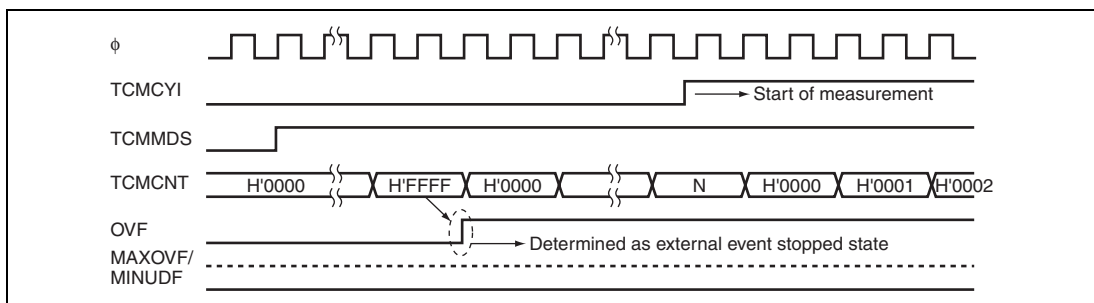 ϕ
TCMCYI
Start of measurement
TCMMDS
TCMCNT
H'0000 H'FFFF H'0000 N H'0000 H'0001 H'0002
OVF
Determined as external event stopped state
MAXOVF/
MINUDF